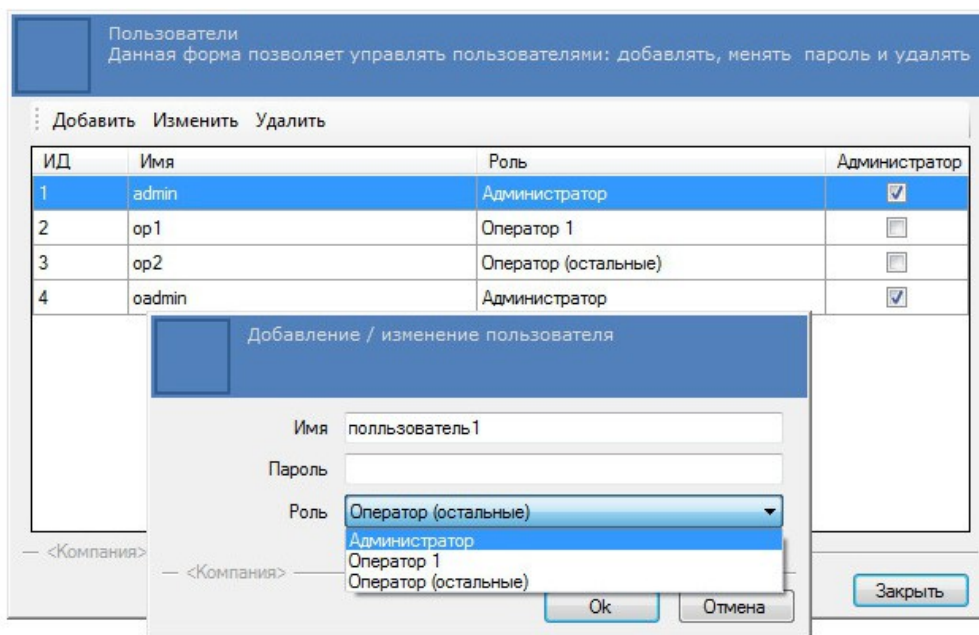 Пользователи
Данная форма позволяет управлять пользователями: добавлять, менять пароль и удалять
Добавить Изменить Удалить
ИД Имя Роль Администратор
1 admin Администратор
2 op1 Оператор 1
3 op2 Оператор (остальные)
4 oadmin Администратор
Добавление / изменение пользователя
Имя полльзователь1
Пароль
Роль Оператор (остальные)
Администратор
Оператор 1
Оператор (остальные)
<Компания>
<Компания>
Ok Отмена
Закрыть